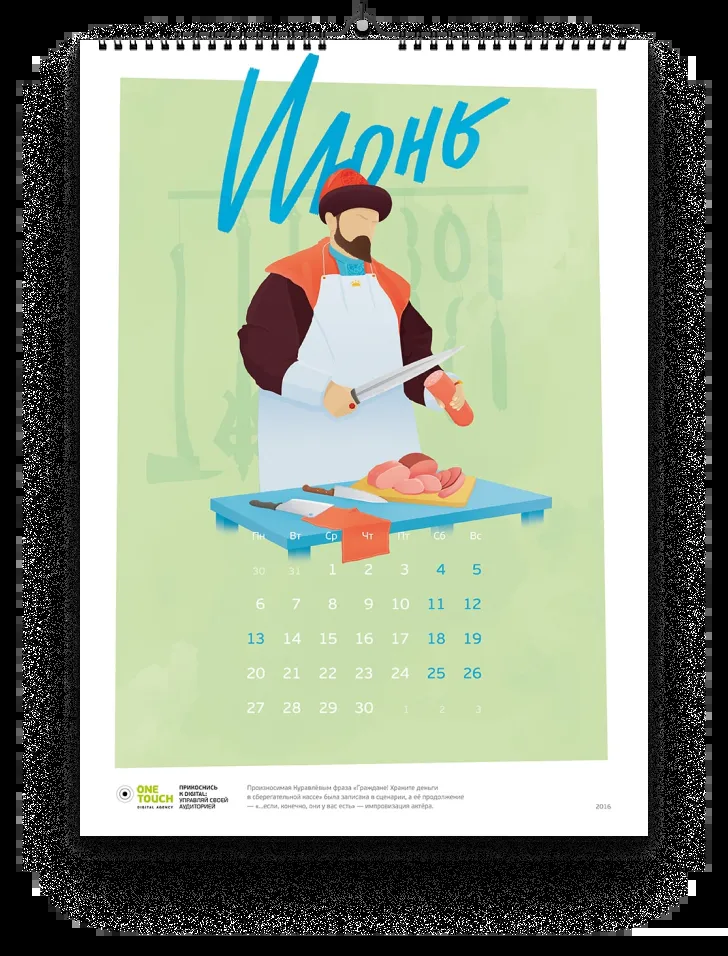 Июнь
Пн Вт Ср Чт Пт Сб Вс
30 31 1 2 3 4 5
6 7 8 9 10 11 12
13 14 15 16 17 18 19
20 21 22 23 24 25 26
27 28 29 30 1 2 3
ONE
TOUCH
DIGITAL AGENCY
ПРИКОСНИСЬ
К DIGITAL:
УПРАВЛЯЙ СВОЕЙ
АУДИТОРИЕЙ
Произносимая Куравлёвым фраза «Граждане! Храните деньги
в сберегательной кассе» была записана в сценарии, а её продолжение
— «...если, конечно, они у вас есть» — импровизация актёра.
2016